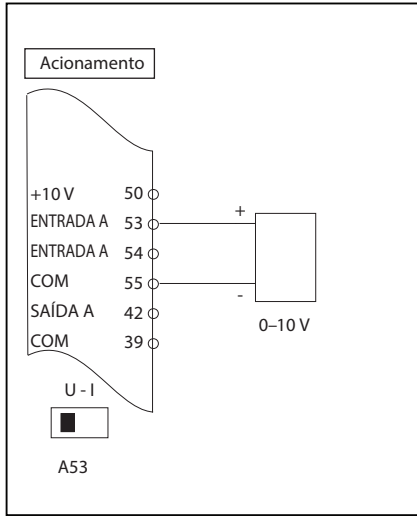 Acionamento
+10 V 50
ENTRADA A 53
ENTRADA A 54
COM 55
SAÍDA A 42
COM 39
+
-
0–10 V
U - I
A53